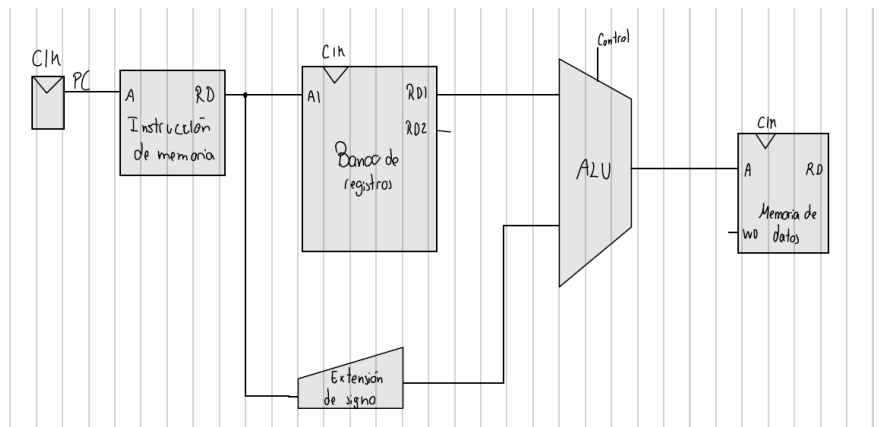 Clk
PC
A
RD
Instrucción
de memoria
Clk
A1
RD1
RD2
Banco de
registros
Control
ALU
Extensión
de signo
Clk
A
RD
Memoria de
datos
WD